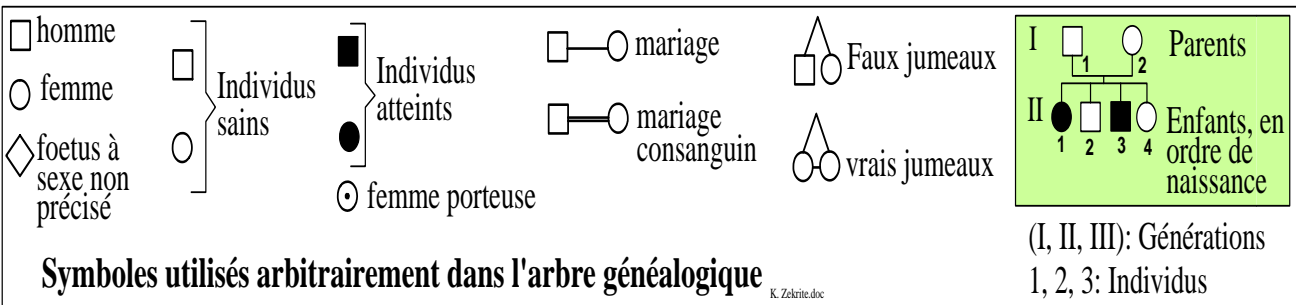 homme
femme
foetus à
sexe non
précisé
Individus
sains
Individus
atteints
femme porteuse
mariage
mariage
consanguin
Faux jumeaux
vrais jumeaux
I
1
2
Parents
II
1
2
3
4
Enfants, en
ordre de
naissance
(I, II, III): Générations
1, 2, 3: Individus
Symboles utilisés arbitrairement dans l'arbre généalogique
K. Zekrite.doc